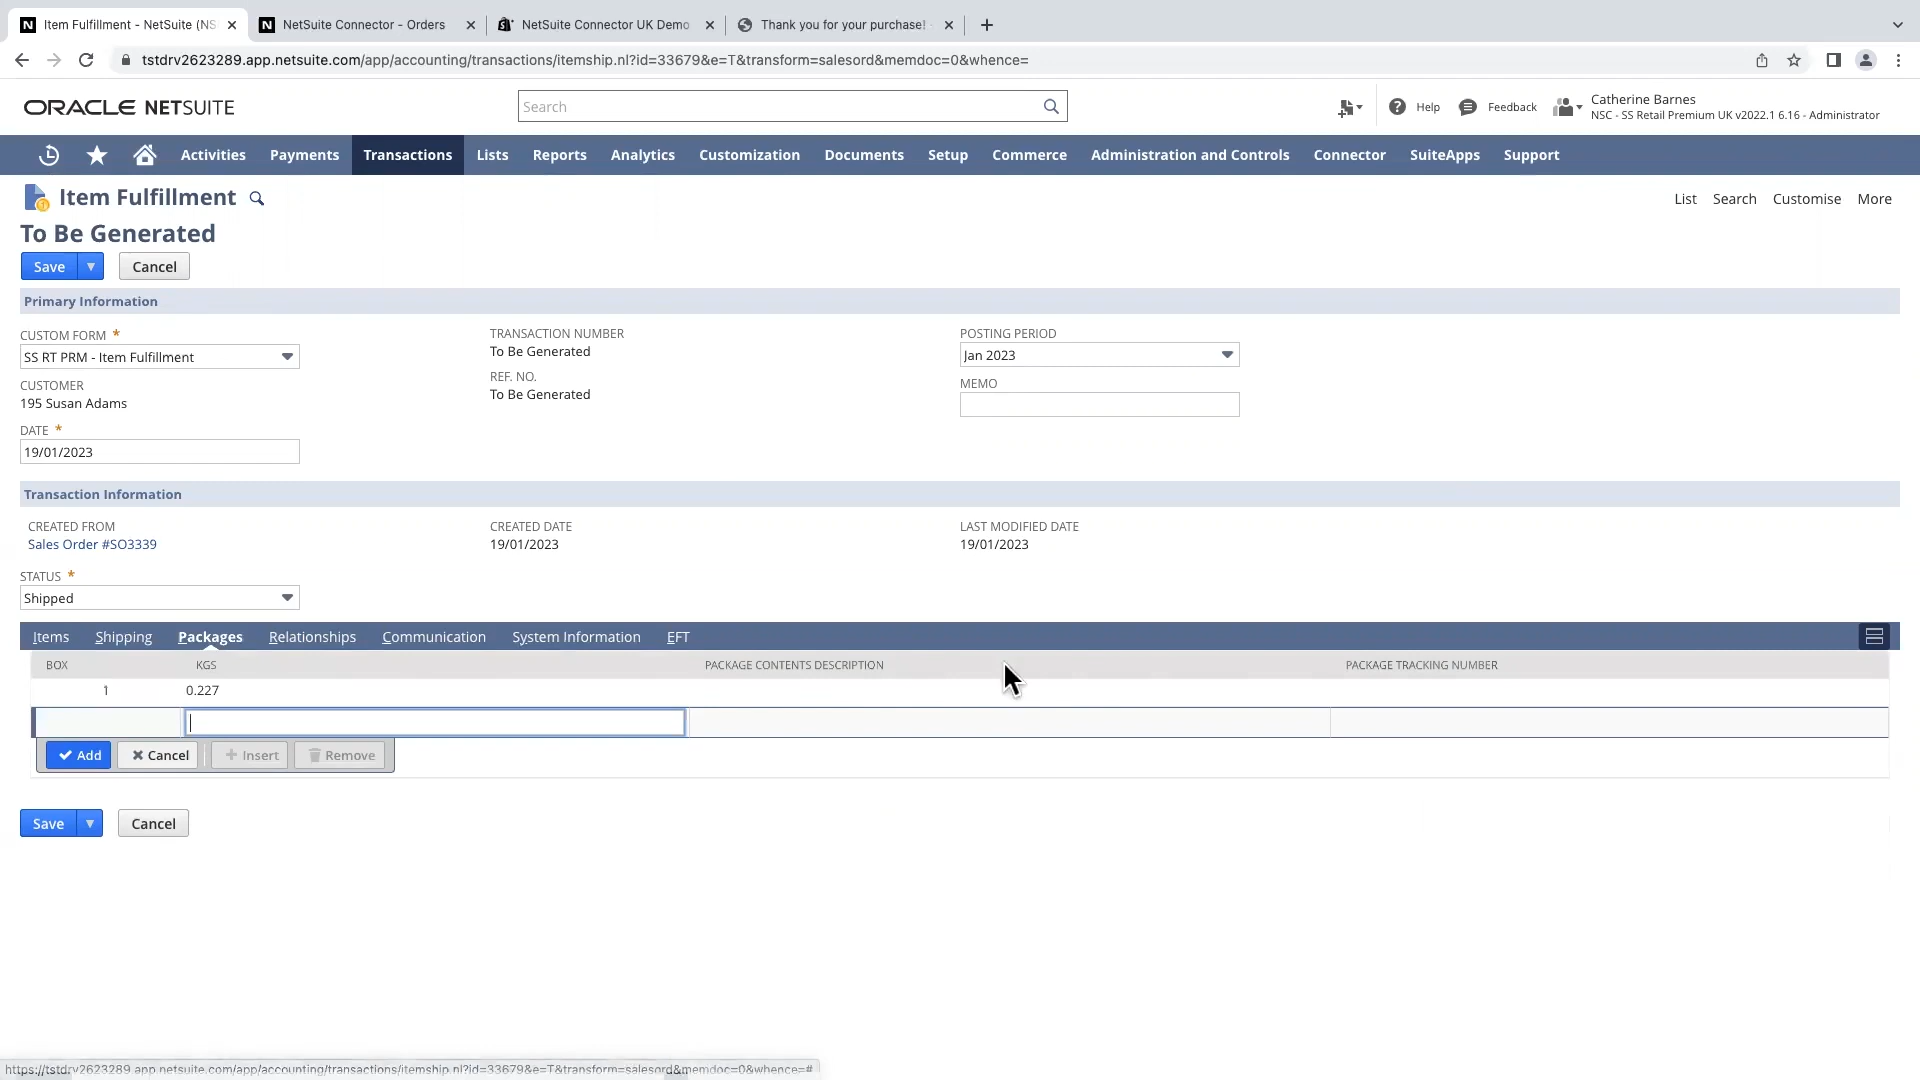 Item Fulfillment - NetSuite (NS
NetSuite Connector - Orders
NetSuite Connector UK Demo
Thank you for your purchase!
tstdrv2623289.app.netsuite.com/app/accounting/transactions/itemship.nl?id=33679&e=T&transform=salesord&memdoc=0&whence=
ORACLE NETSUITE
Search
Help
Feedback
Catherine Barnes
NSC - SS Retail Premium UK v2022.1 6.16 - Administrator
Activities Payments Transactions Lists Reports Analytics Customization Documents Setup Commerce Administration and Controls Connector SuiteApps Support
Item Fulfillment
List Search Customise More
To Be Generated
Save Cancel
Primary Information
CUSTOM FORM *
SS RT PRM - Item Fulfillment
CUSTOMER
195 Susan Adams
DATE *
19/01/2023
TRANSACTION NUMBER
To Be Generated
REF. NO.
To Be Generated
POSTING PERIOD
Jan 2023
MEMO
Transaction Information
CREATED FROM
Sales Order #SO3339
STATUS *
Shipped
CREATED DATE
19/01/2023
LAST MODIFIED DATE
19/01/2023
Items Shipping Packages Relationships Communication System Information EFT
BOX KGS PACKAGE CONTENTS DESCRIPTION PACKAGE TRACKING NUMBER
1 0.227
Add Cancel Insert Remove
Save Cancel
https://tstdrv2623289.app.netsuite.com/app/accounting/transactions/itemship.nl?id=33679&e=T&transform=salesord&memdoc=0&whence=#